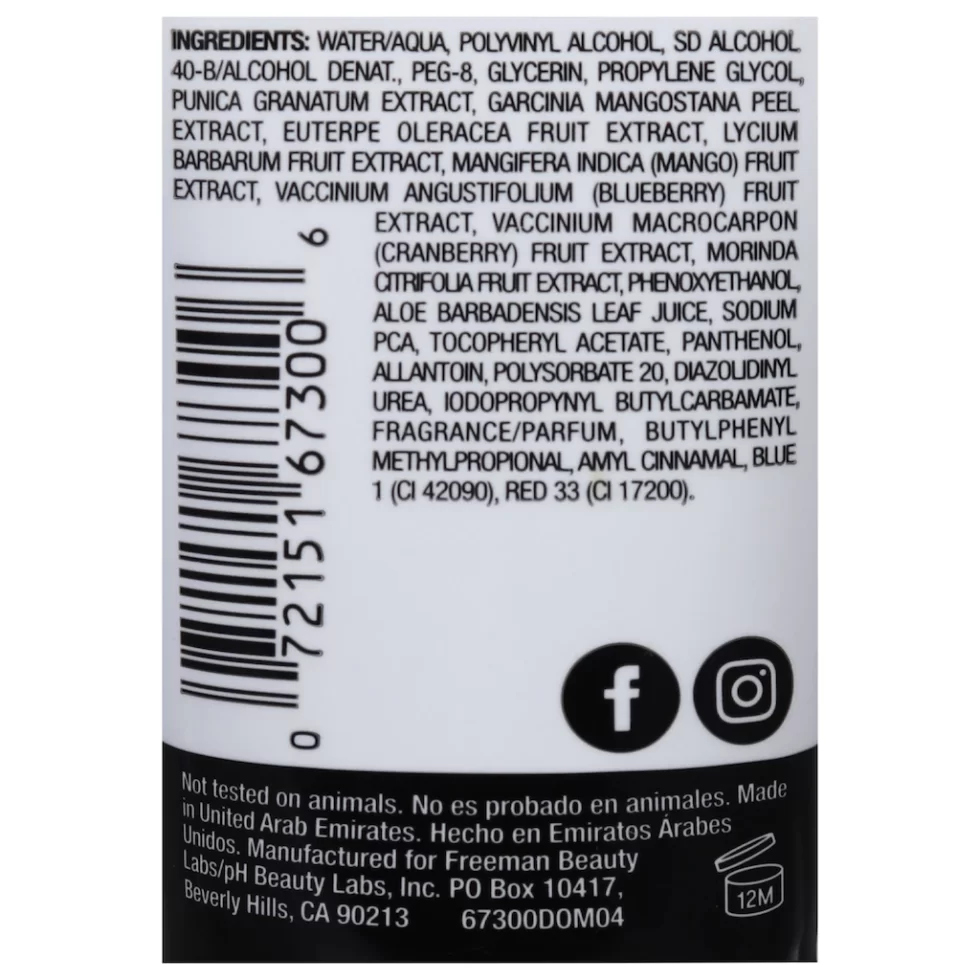 INGREDIENTS: WATER/AQUA, POLYVINYL ALCOHOL, SD ALCOHOL
40-B/ALCOHOL DENAT., PEG-8, GLYCERIN, PROPYLENE GLYCOL,
PUNICA GRANATUM EXTRACT, GARCINIA MANGOSTANA PEEL
EXTRACT, EUTERPE OLERACEA FRUIT EXTRACT, LYCIUM
BARBARUM FRUIT EXTRACT, MANGIFERA INDICA (MANGO) FRUIT
EXTRACT, VACCINIUM ANGUSTIFOLIUM (BLUEBERRY) FRUIT
EXTRACT, VACCINIUM MACROCARPON
(CRANBERRY) FRUIT EXTRACT, MORINDA
CITRIFOLIA FRUIT EXTRACT, PHENOXYETHANOL,
ALOE BARBADENSIS LEAF JUICE, SODIUM
PCA, TOCOPHERYL ACETATE, PANTHENOL,
ALLANTOIN, POLYSORBATE 20, DIAZOLIDINYL
UREA, IODOPROPYNYL BUTYLCARBAMATE,
FRAGRANCE/PARFUM, BUTYLPHENYL
METHYLPROPIONAL, AMYL CINNAMAL, BLUE
1 (CI 42090), RED 33 (CI 17200).
0 72151 67300 6
f
Not tested on animals. No es probado en animales. Made
in United Arab Emirates. Hecho en Emiratos Árabes
Unidos. Manufactured for Freeman Beauty
Labs/pH Beauty Labs, Inc. PO Box 10417,
Beverly Hills, CA 90213 67300DOM04
12M